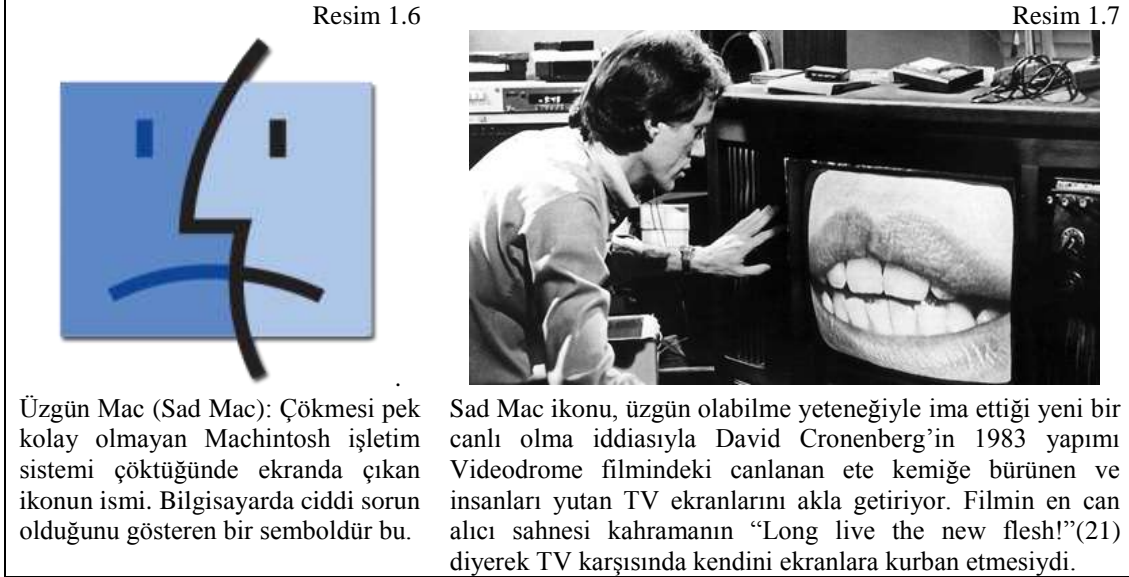 Resim 1.6
Resim 1.7
.
Üzgün Mac (Sad Mac): Çökmesi pek
kolay olmayan Machintosh işletim
sistemi çöktüğünde ekranda çıkan
ikonun ismi. Bilgisayarda ciddi sorun
olduğunu gösteren bir semboldür bu.
Sad Mac ikonu, üzgün olabilme yeteneğiyle ima ettiği yeni bir
canlı olma iddiasıyla David Cronenberg’in 1983 yapımı
Videodrome filmindeki canlanan ete kemiğe bürünen ve
insanları yutan TV ekranlarını akla getiriyor. Filmin en can
alıcı sahnesi kahramanın “Long live the new flesh!”(21)
diyerek TV karşısında kendini ekranlara kurban etmesiydi.